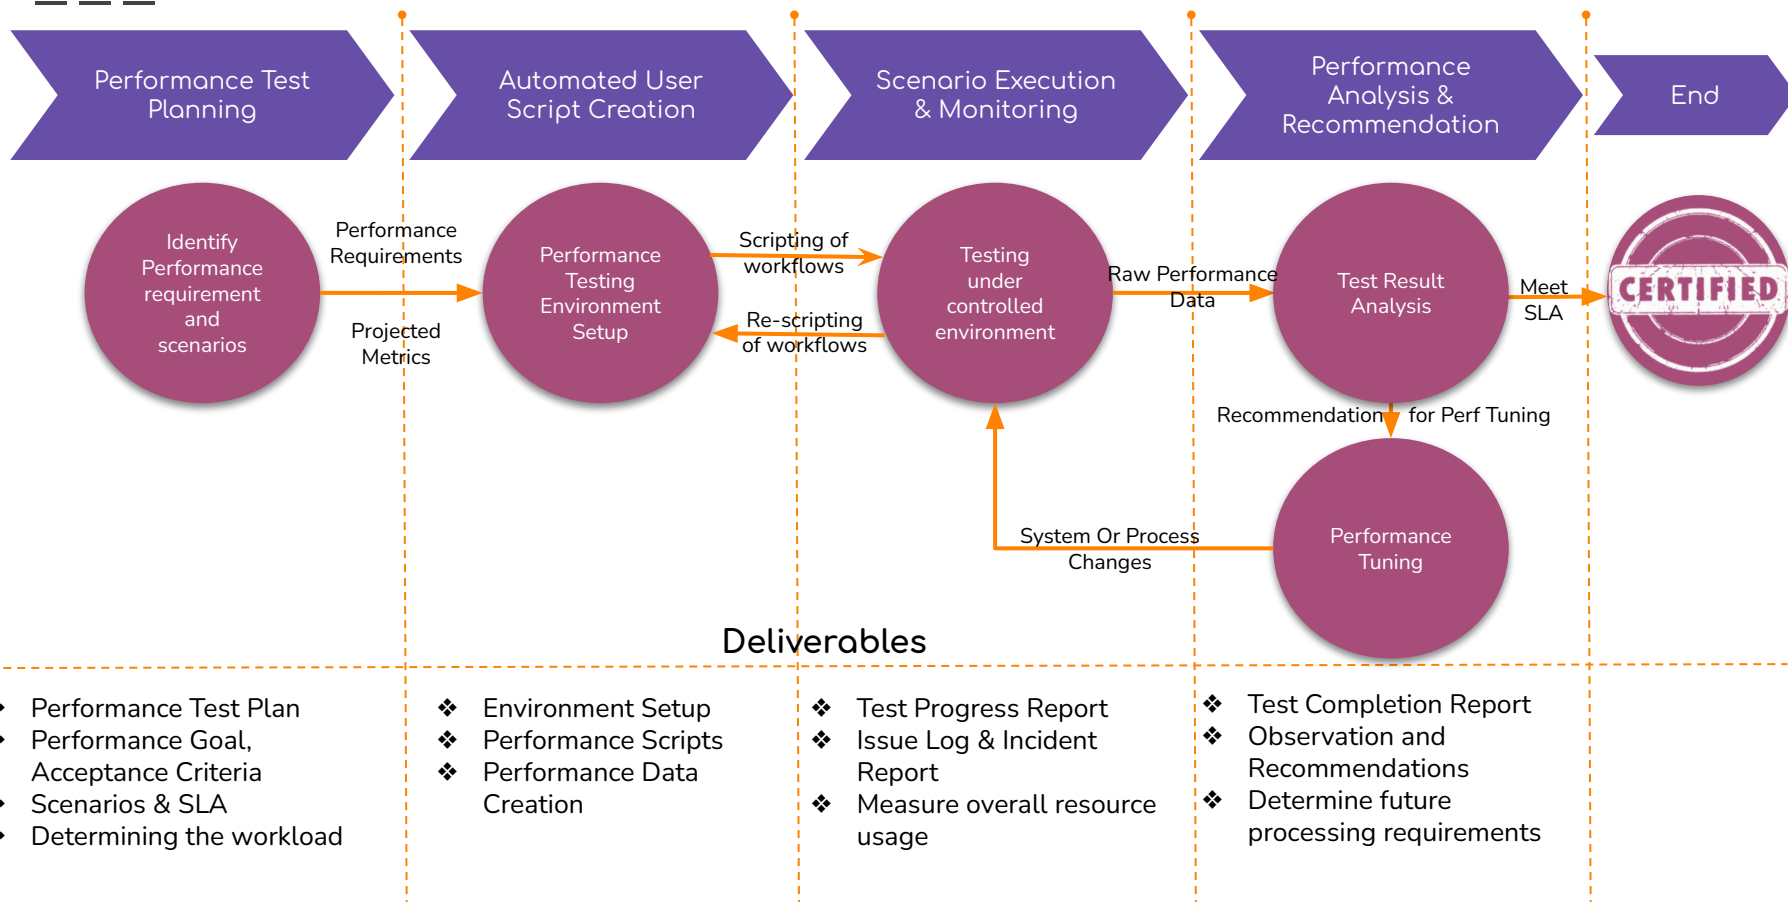 Performance Test
Planning
Automated User
Script Creation
Scenario Execution
& Monitoring
Performance
Analysis &
Recommendation
End
Identify
Performance
requirement
and
scenarios
Performance
Requirements
Projected
Metrics
Performance
Testing
Environment
Setup
Scripting of
workflows
Re-scripting
of workflows
Testing
under
controlled
environment
Raw Performance
Data
Test Result
Analysis
Meet
SLA
CERTIFIED
Recommendation for Perf Tuning
Performance
Tuning
System Or Process
Changes
Deliverables
Performance Test Plan
Performance Goal,
Acceptance Criteria
Scenarios & SLA
Determining the workload
❖ Environment Setup
❖ Performance Scripts
❖ Performance Data
Creation
❖ Test Progress Report
❖ Issue Log & Incident
Report
❖ Measure overall resource
usage
❖ Test Completion Report
❖ Observation and
Recommendations
❖ Determine future
processing requirements